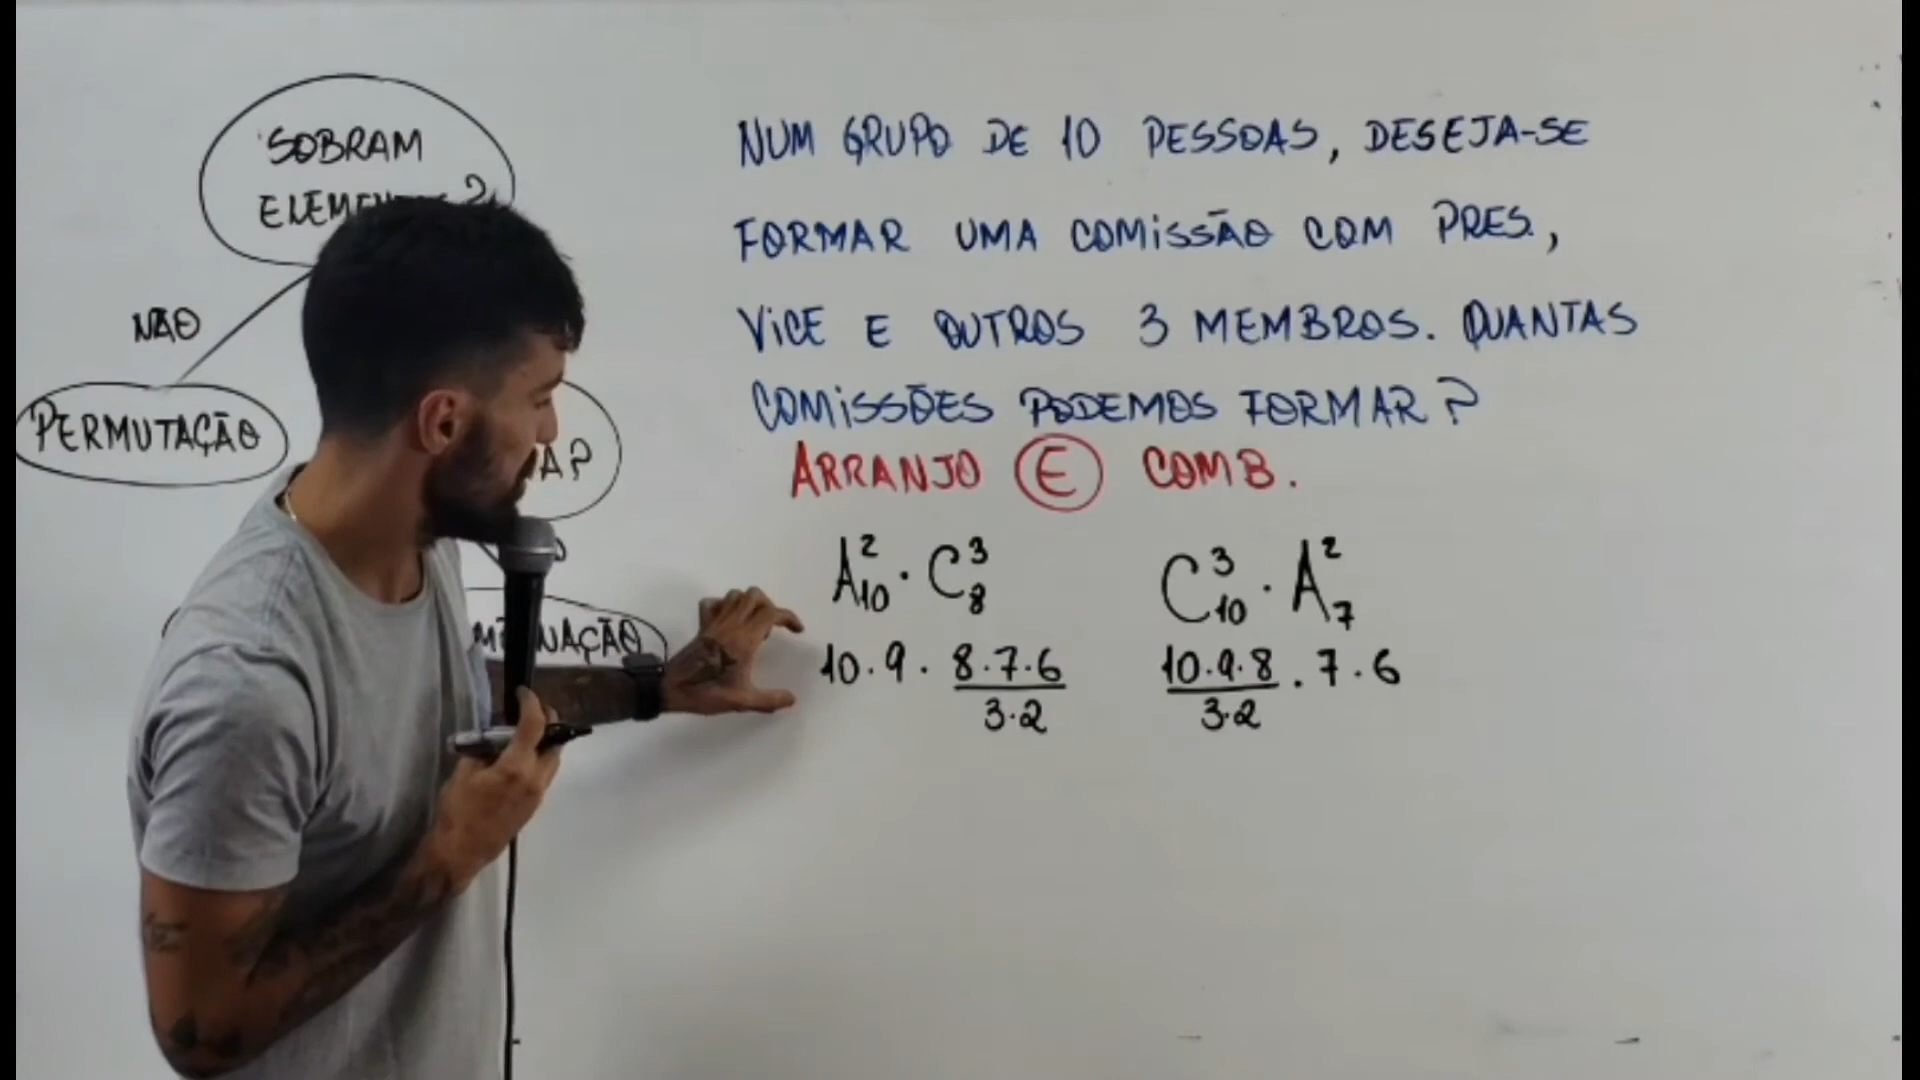 SOBRAM
NÃO
PERMUTAÇÃO
NUM GRUPO DE 10 PESSOAS, DESEJA-SE
FORMAR UMA COMISSÃO COM PRES.,
VICE E OUTROS 3 MEMBROS. QUANTAS
COMISSÕES PODEMOS FORMAR?
ARRANJO E COMB.
A²₁₀ · C³₈
10 · 9 · 8·7·6
3·2
C³₁₀ · A²₇
10·9·8 · 7 · 6
3·2